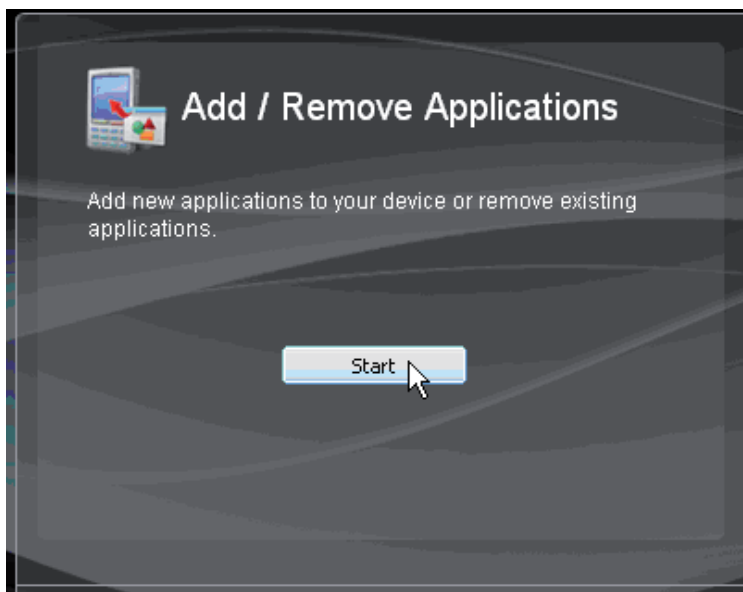 Add / Remove Applications
Add new applications to your device or remove existing
applications.
Start